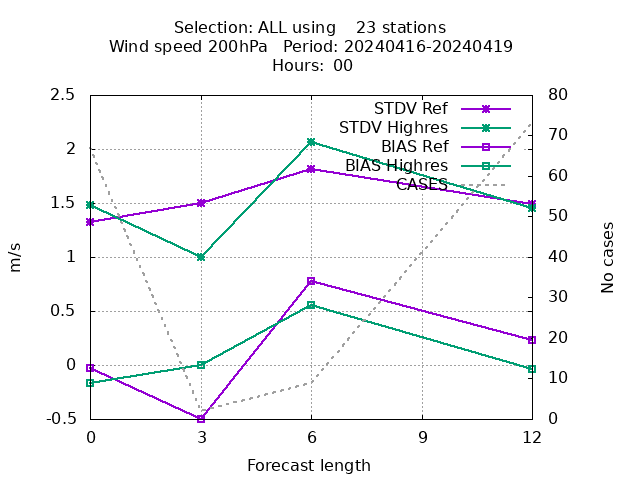 Selection: ALL using    23 stations
Wind speed 200hPa   Period: 20240416-20240419
Hours:  00
STDV Ref
STDV Highres
BIAS Ref
BIAS Highres
CASES
2.5
2
1.5
1
0.5
0
-0.5
m/s
80
70
60
50
40
30
20
10
0
No cases
0 3 6 9 12
Forecast length